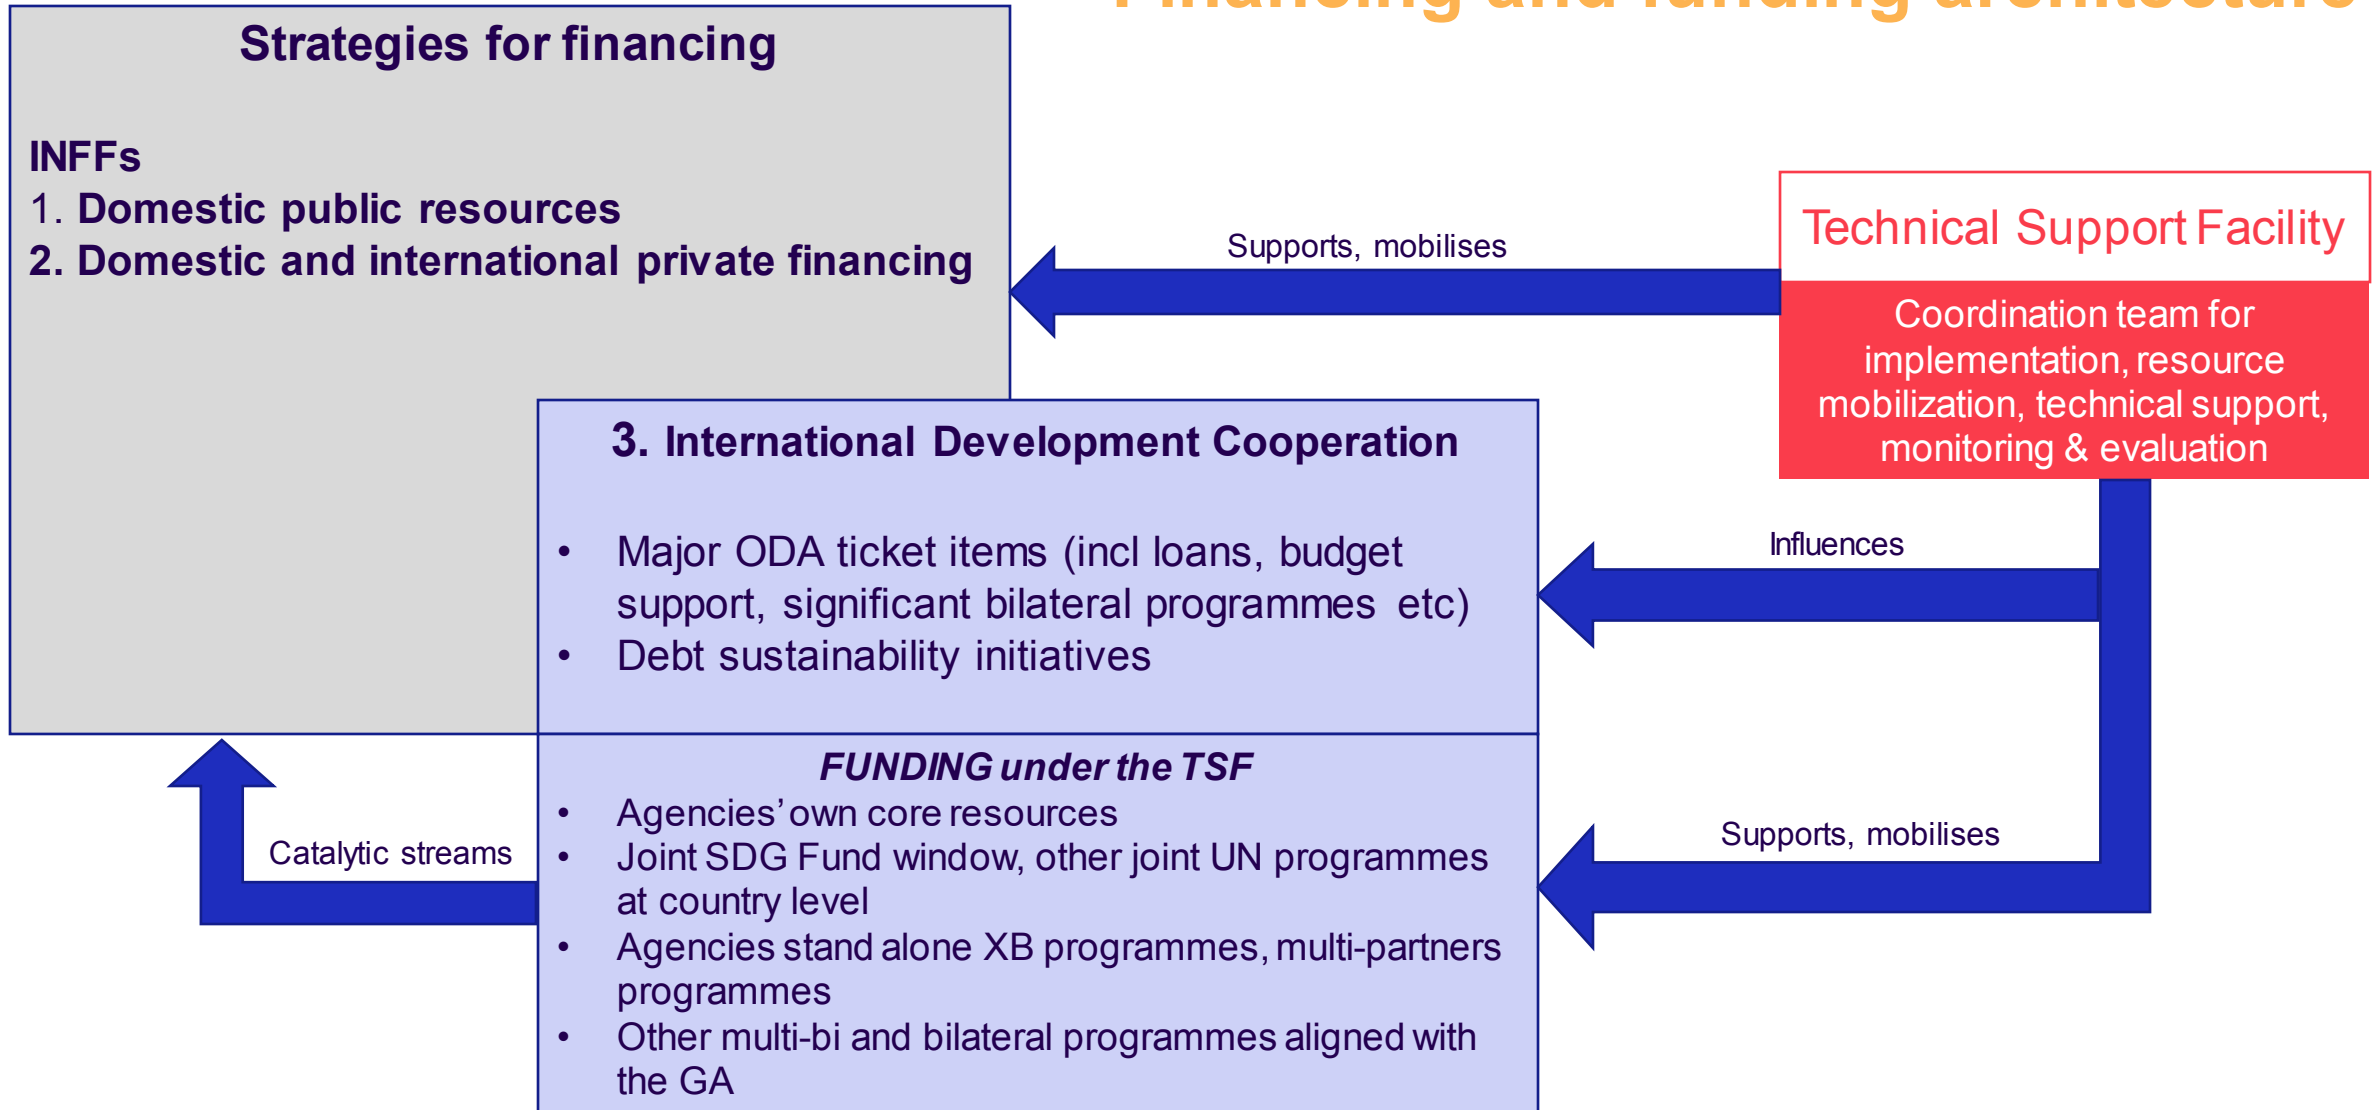 Financing and funding architecture
Strategies for financing
INFFs
1. Domestic public resources
2. Domestic and international private financing
Supports, mobilises
Technical Support Facility
Coordination team for
implementation, resource
mobilization, technical support,
monitoring & evaluation
3. International Development Cooperation
• Major ODA ticket items (incl loans, budget
support, significant bilateral programmes etc)
• Debt sustainability initiatives
Influences
FUNDING under the TSF
• Agencies’ own core resources
• Joint SDG Fund window, other joint UN programmes
at country level
• Agencies stand alone XB programmes, multi-partners
programmes
• Other multi-bi and bilateral programmes aligned with
the GA
Catalytic streams
Supports, mobilises